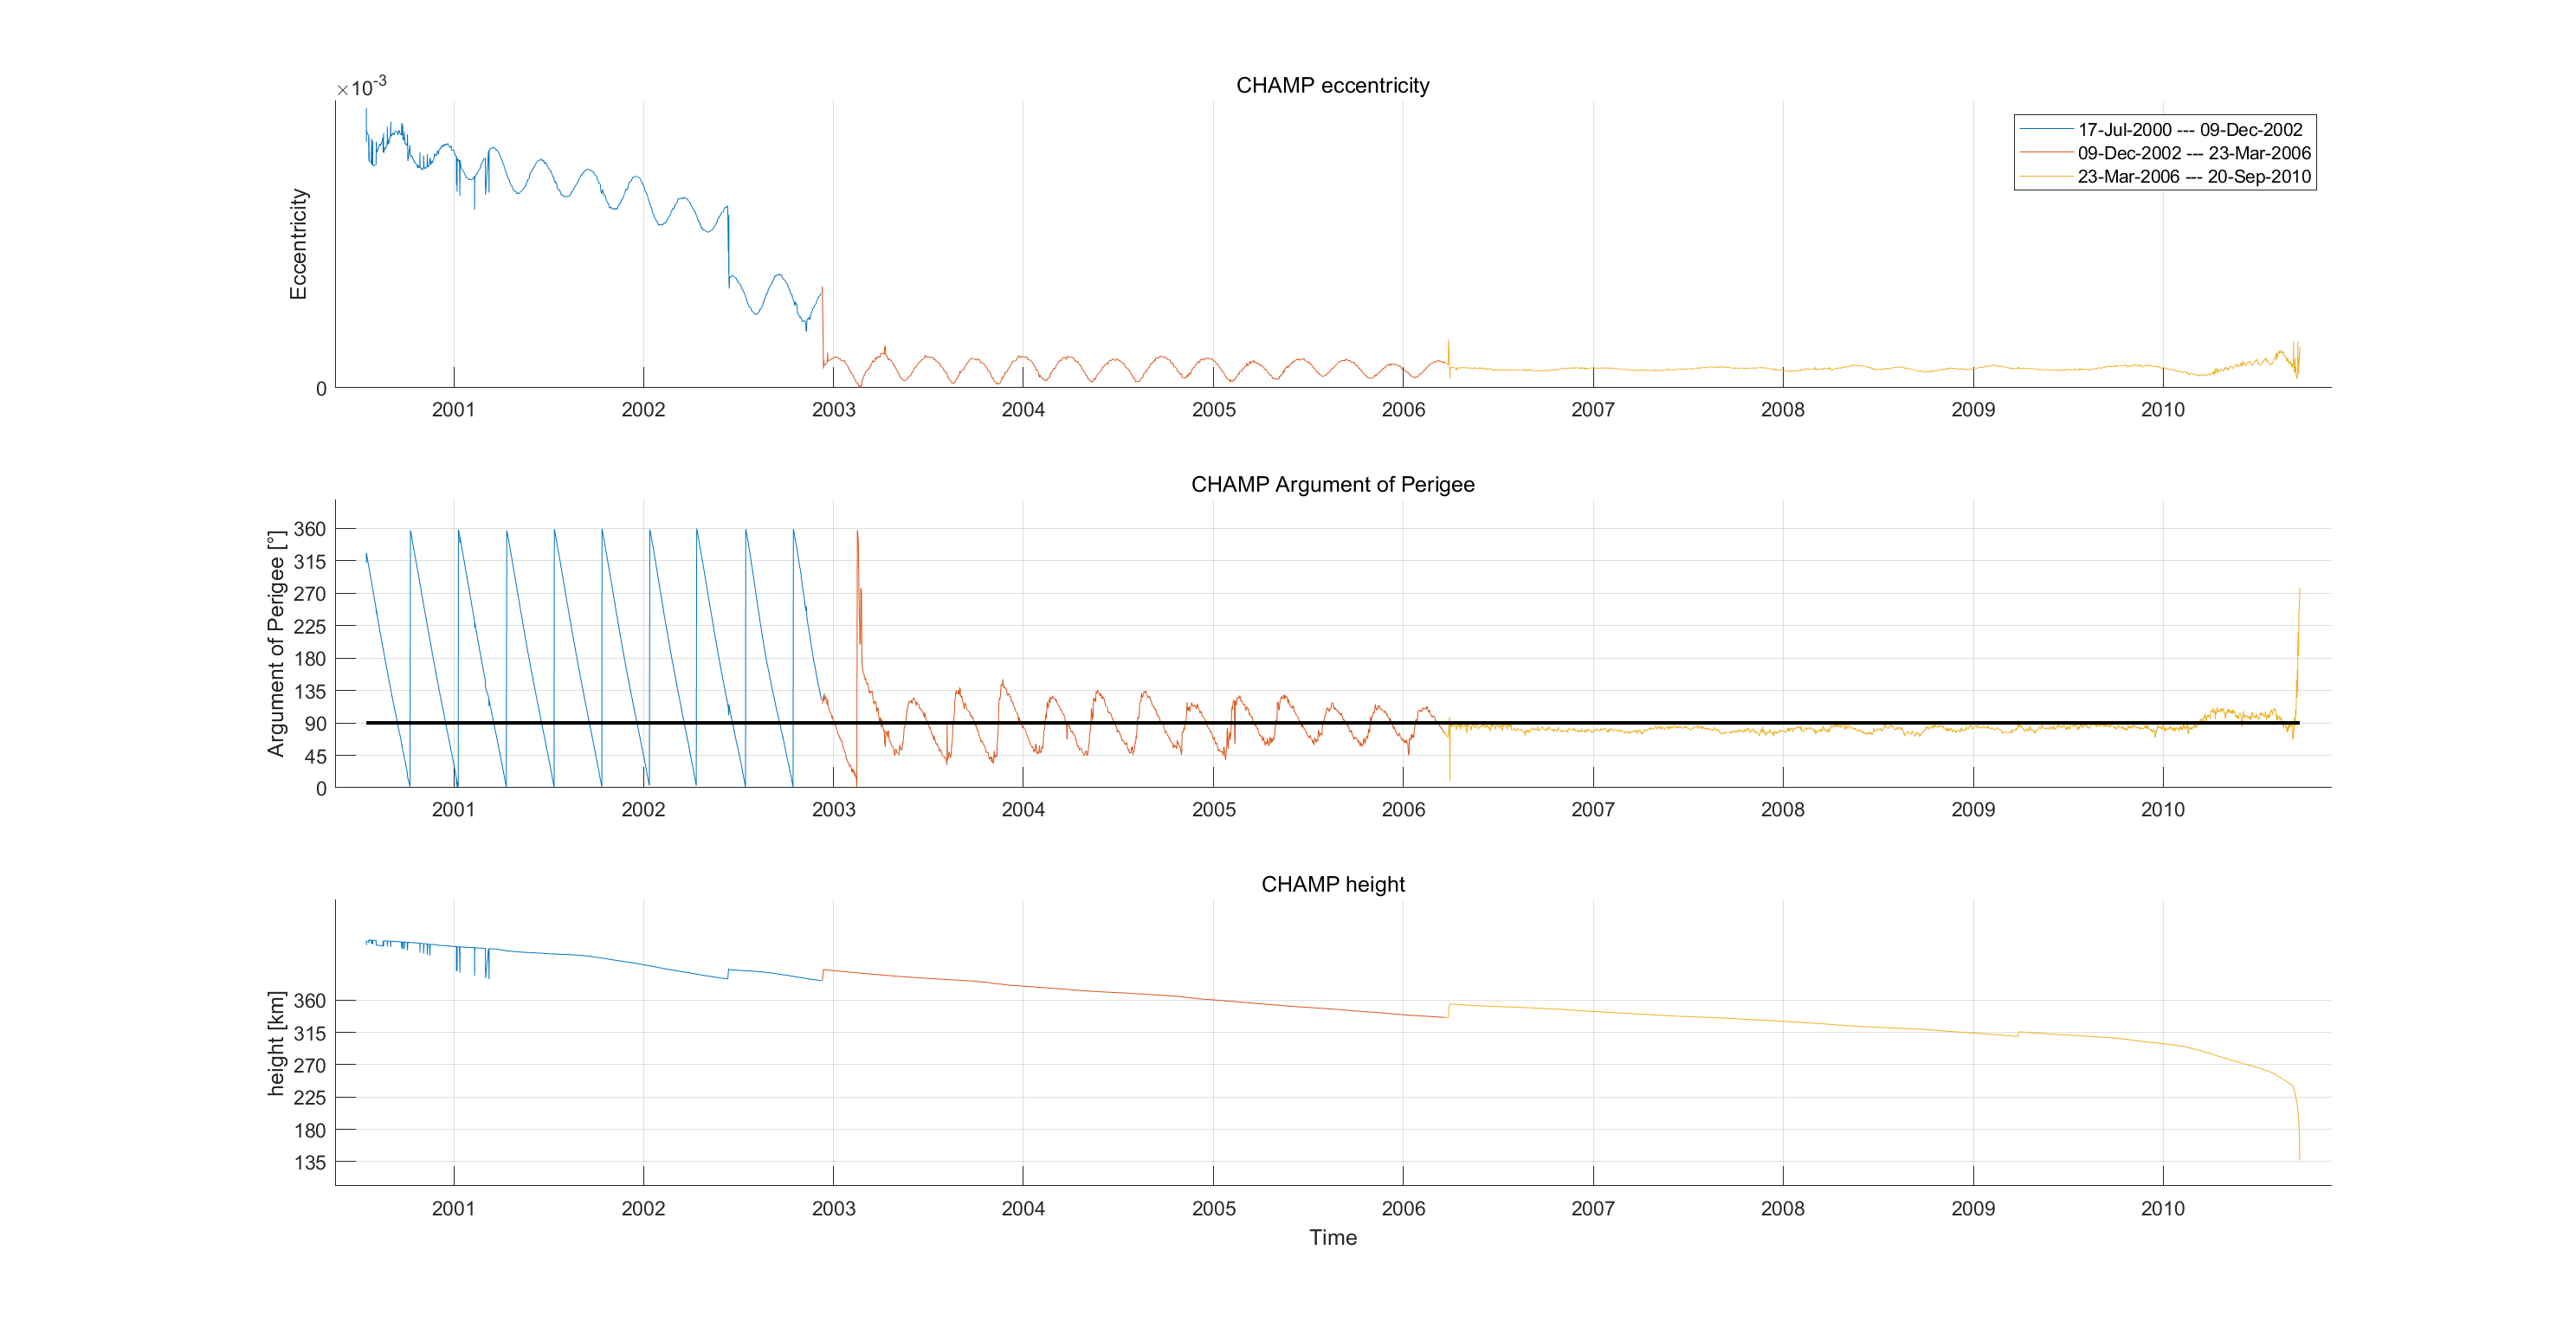 CHAMP eccentricity
×10-3
Eccentricity
0
2001 2002 2003 2004 2005 2006 2007 2008 2009 2010
17-Jul-2000 --- 09-Dec-2002
09-Dec-2002 --- 23-Mar-2006
23-Mar-2006 --- 20-Sep-2010
CHAMP Argument of Perigee
Argument of Perigee [°]
360
315
270
225
180
135
90
45
0
2001 2002 2003 2004 2005 2006 2007 2008 2009 2010
CHAMP height
height [km]
360
315
270
225
180
135
2001 2002 2003 2004 2005 2006 2007 2008 2009 2010
Time